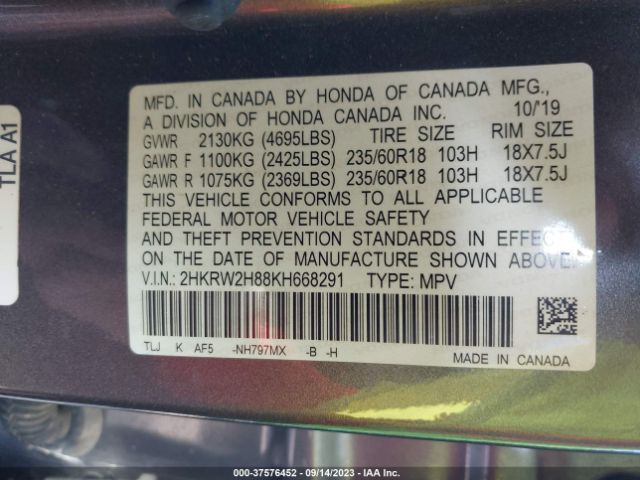 TLA A1
MFD. IN CANADA BY HONDA OF CANADA MFG.,
A DIVISION OF HONDA CANADA INC. 10/'19
GVWR 2130KG (4695LBS) TIRE SIZE RIM SIZE
GAWR F 1100KG (2425LBS) 235/60R18 103H 18X7.5J
GAWR R 1075KG (2369LBS) 235/60R18 103H 18X7.5J
THIS VEHICLE CONFORMS TO ALL APPLICABLE
FEDERAL MOTOR VEHICLE SAFETY
AND THEFT PREVENTION STANDARDS IN EFFECT
ON THE DATE OF MANUFACTURE SHOWN ABOVE.
V.I.N.: 2HKRW2H88KH668291 TYPE: MPV
TLJ K AF5 -NH797MX -B -H
MADE IN CANADA
000-37576452 - 09/14/2023 - IAA Inc.